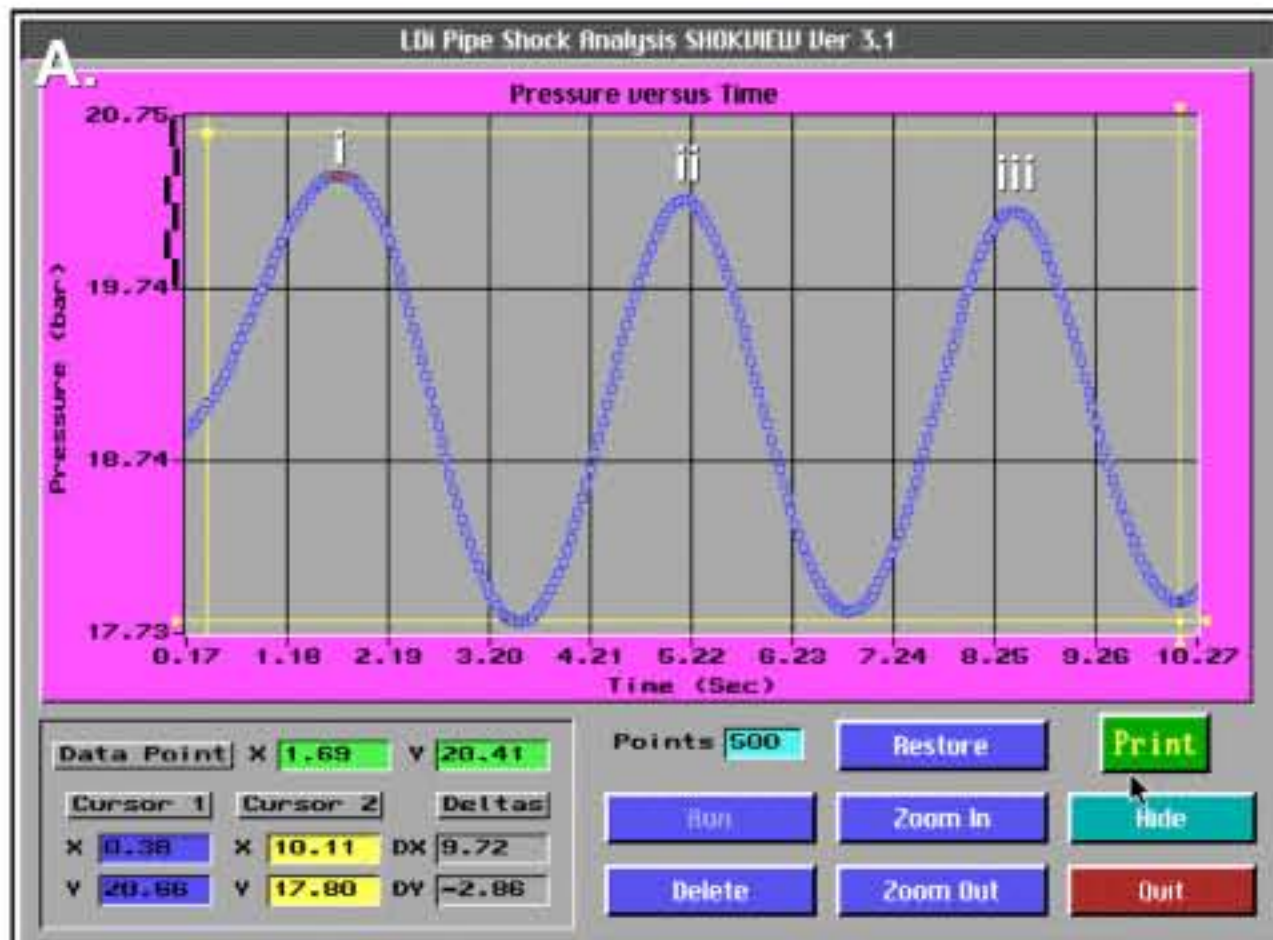 LDi Pipe Shock Analysis SHOKVIEW Ver 3.1
A.
Pressure versus Time
20.75
19.74
18.74
17.73
Pressure (bar)
i
ii
iii
0.17 1.18 2.19 3.20 4.21 5.22 6.23 7.24 8.25 9.26 10.27
Time (Sec)
Data Point X 1.69 Y 20.41
Points 500
Restore
Print
Cursor 1 Cursor 2 Deltas
X 0.38 X 10.11 DX 9.72
Y 20.66 Y 17.80 DY -2.86
Run
Zoom In
Hide
Delete
Zoom Out
Quit